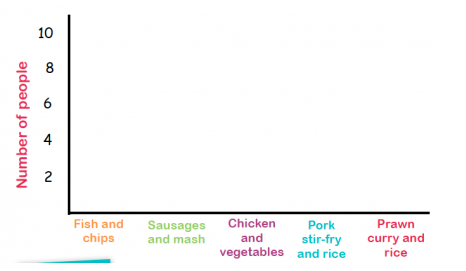 Number of people
10
8
6
4
2
Fish and
chips
Sausages
and mash
Chicken
and
vegetables
Pork
stir-fry
and rice
Prawn
curry and
rice